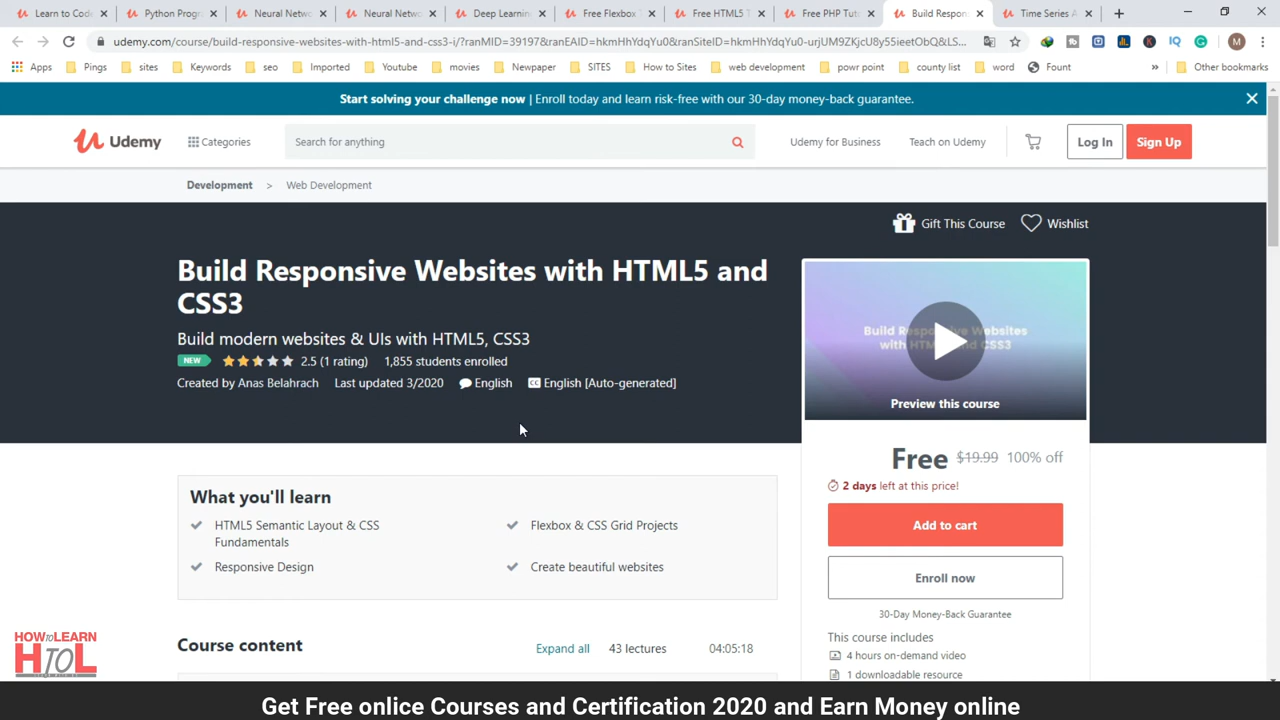 Learn to Cod
Python Progr
Neural Netw
Neural Netw
Deep Learning
Free Flexbox T
Free HTML5 T
Free PHP Tut
Build Respon
Time Series A
udemy.com/course/build-responsive-websites-with-html5-and-css3-i/?ranMID=39197&ranEAID=hkmHhYdqYu0&ranSiteID=hkmHhYdqYu0-urjUM9ZKjcU8y55ieetObQ&LS...
M
Apps
Pings
sites
Keywords
seo
Imported
Youtube
movies
Newpaper
SITES
How to Sites
web development
powr point
county list
word
Fount
»
Other bookmarks
Start solving your challenge now | Enroll today and learn risk-free with our 30-day money-back guarantee.
Udemy
Categories
Search for anything
Udemy for Business
Teach on Udemy
Log In
Sign Up
Development > Web Development
Gift This Course
Wishlist
Build Responsive Websites with HTML5 and
CSS3
Build modern websites & UIs with HTML5, CSS3
NEW 2.5 (1 rating) 1,855 students enrolled
Created by Anas Belahrach Last updated 3/2020 English English [Auto-generated]
Build Responsive Websites
with HTML5 and CSS3
Preview this course
Free $19.99 100% off
2 days left at this price!
Add to cart
Enroll now
30-Day Money-Back Guarantee
This course includes
4 hours on-demand video
1 downloadable resource
What you'll learn
HTML5 Semantic Layout & CSS
Fundamentals
Flexbox & CSS Grid Projects
Responsive Design
Create beautiful websites
Course content
Expand all
43 lectures
04:05:18
HOW to LEARN
HTOL
Get Free onlice Courses and Certification 2020 and Earn Money online